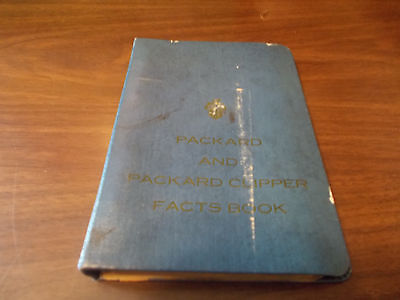 PACKARD
AND
PACKARD CLIPPER
FACTS BOOK